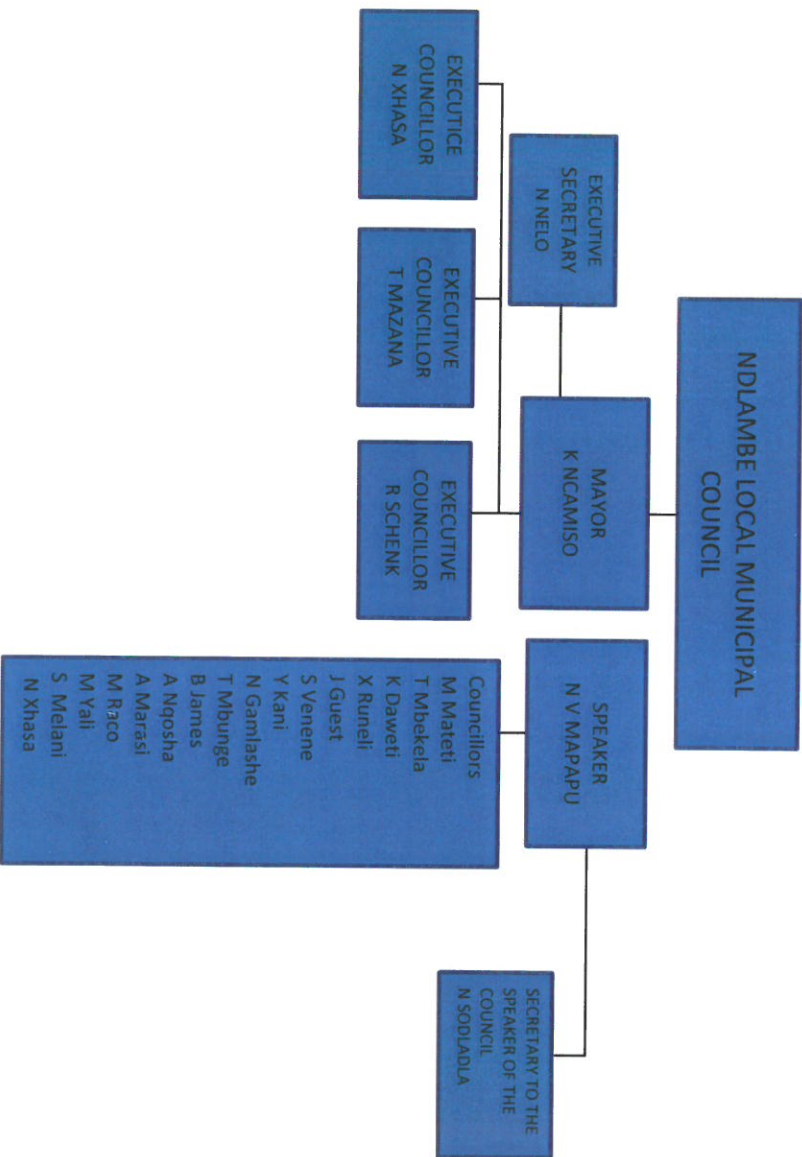 NDLAMBE LOCAL MUNICIPAL
COUNCIL
MAYOR
K NCAMISO
SPEAKER
N V MAPAPU
EXECUTIVE
SECRETARY
N NELO
SECRETARY TO THE
SPEAKER OF THE
COUNCIL
N SODLADLA
EXECUTICE
COUNCILLOR
N XHASA
EXECUTIVE
COUNCILLOR
T MAZANA
EXECUTIVE
COUNCILLOR
R SCHENK
Councillors
M Mateti
T Mbekela
K Daweti
X Runeli
J Guest
S Venene
Y Kani
N Gamlashe
T Mbunge
B James
A Nqosha
A Marasi
M Raco
M Yali
S Melani
N Xhasa